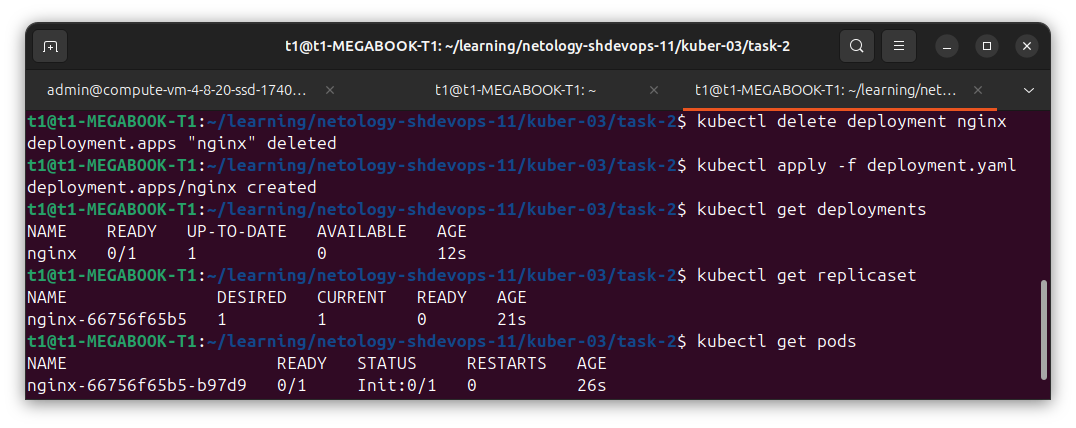 t1@t1-MEGABOOK-T1: ~/learning/netology-shdevops-11/kuber-03/task-2
admin@compute-vm-4-8-20-ssd-1740... × t1@t1-MEGABOOK-T1: ~ × t1@t1-MEGABOOK-T1: ~/learning/net... ×
t1@t1-MEGABOOK-T1:~/learning/netology-shdevops-11/kuber-03/task-2$ kubectl delete deployment nginx
deployment.apps "nginx" deleted
t1@t1-MEGABOOK-T1:~/learning/netology-shdevops-11/kuber-03/task-2$ kubectl apply -f deployment.yaml
deployment.apps/nginx created
t1@t1-MEGABOOK-T1:~/learning/netology-shdevops-11/kuber-03/task-2$ kubectl get deployments
NAME    READY   UP-TO-DATE   AVAILABLE   AGE
nginx   0/1     1            0           12s
t1@t1-MEGABOOK-T1:~/learning/netology-shdevops-11/kuber-03/task-2$ kubectl get replicaset
NAME               DESIRED   CURRENT   READY   AGE
nginx-66756f65b5   1         1         0       21s
t1@t1-MEGABOOK-T1:~/learning/netology-shdevops-11/kuber-03/task-2$ kubectl get pods
NAME                     READY   STATUS     RESTARTS   AGE
nginx-66756f65b5-b97d9   0/1     Init:0/1   0          26s